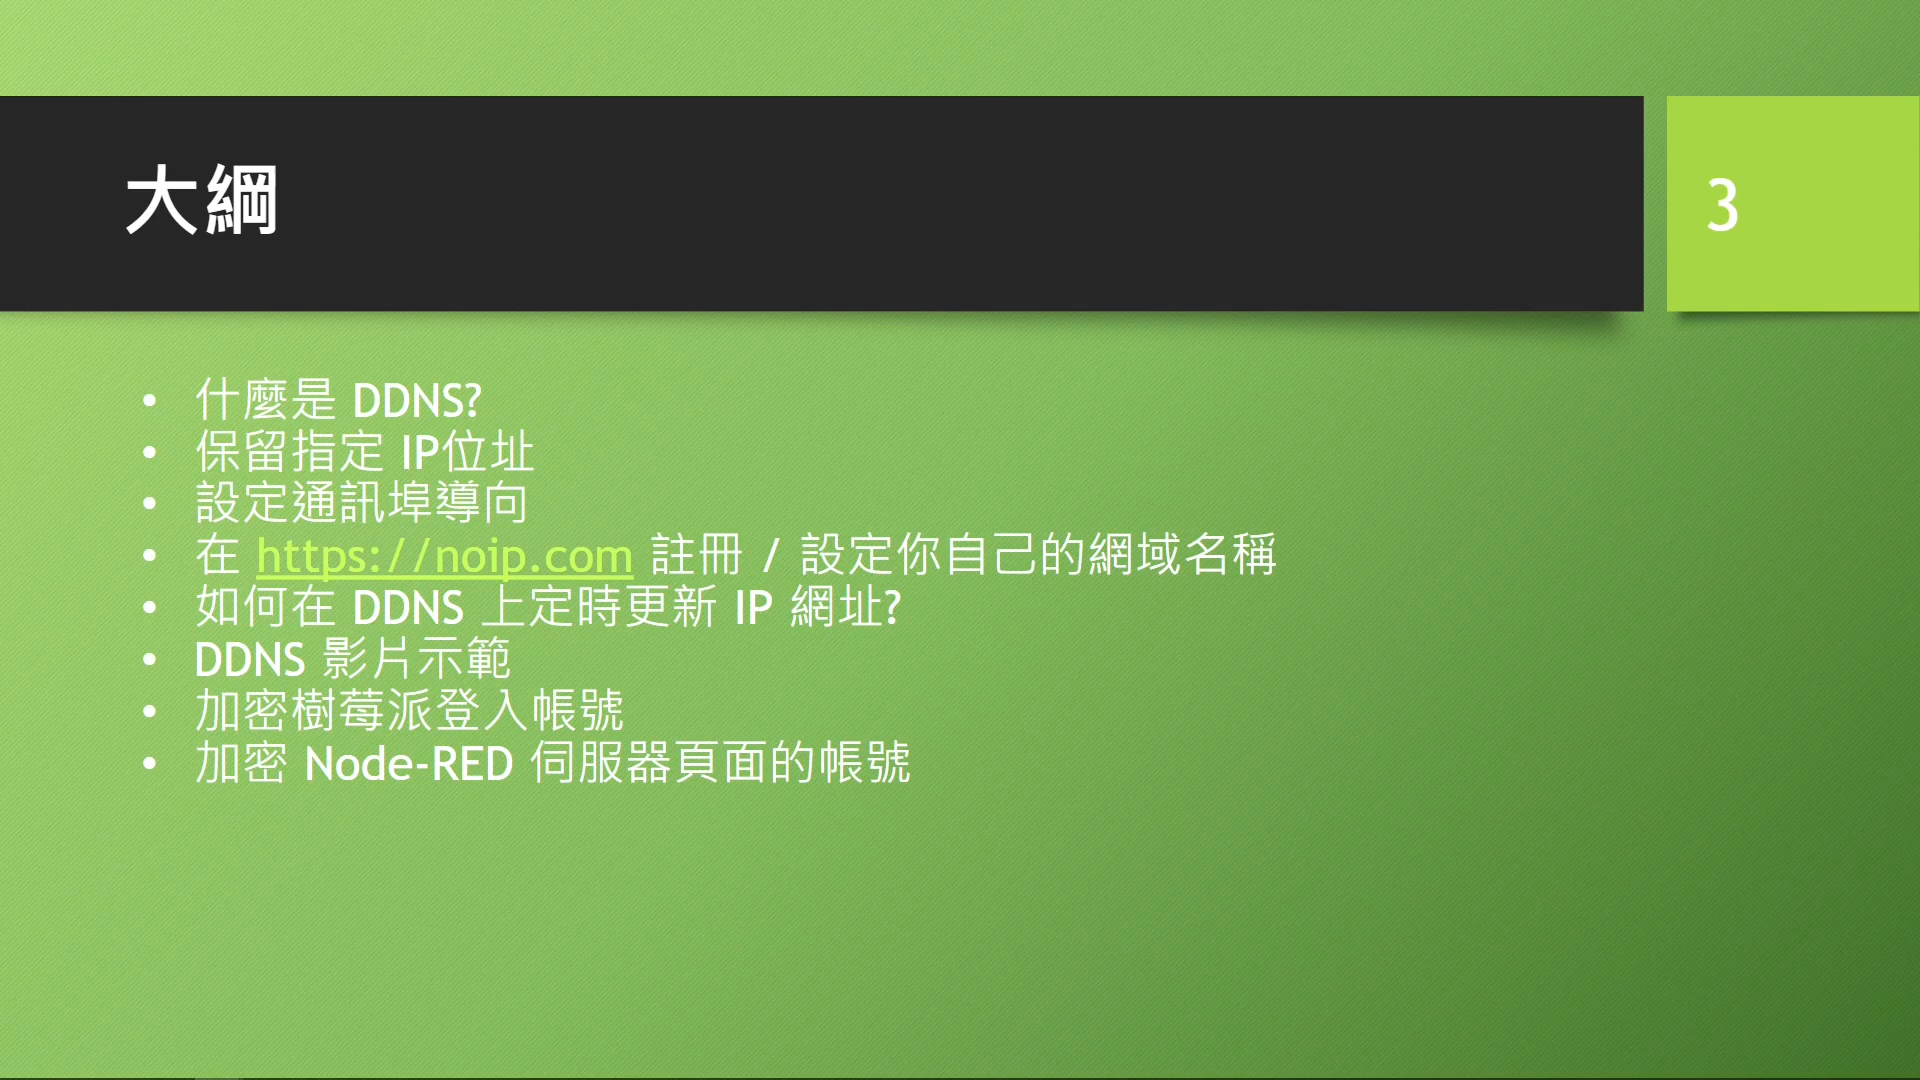 大綱
3
• 什麼是 DDNS?
• 保留指定 IP位址
• 設定通訊埠導向
• 在 https://noip.com 註冊 / 設定你自己的網域名稱
• 如何在 DDNS 上定時更新 IP 網址?
• DDNS 影片示範
• 加密樹莓派登入帳號
• 加密 Node-RED 伺服器頁面的帳號